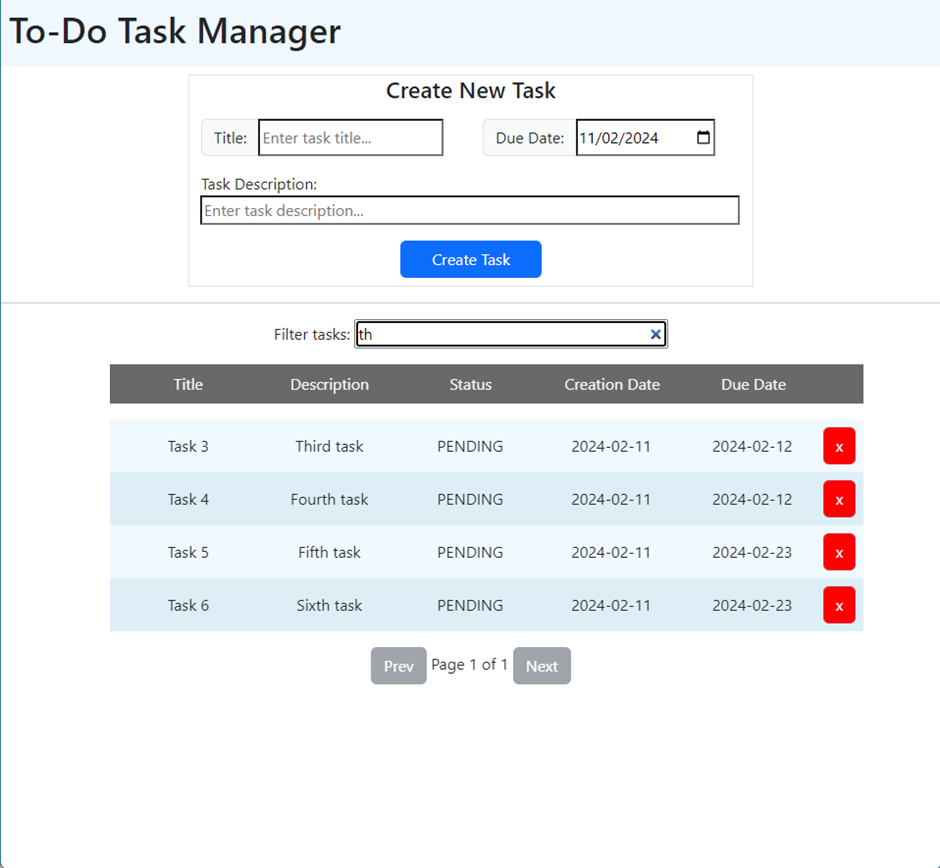 To-Do Task Manager
Create New Task
Title: Enter task title... Due Date: 11/02/2024
Task Description:
Enter task description...
Create Task
Filter tasks: th
Title Description Status Creation Date Due Date
Task 3 Third task PENDING 2024-02-11 2024-02-12 x
Task 4 Fourth task PENDING 2024-02-11 2024-02-12 x
Task 5 Fifth task PENDING 2024-02-11 2024-02-23 x
Task 6 Sixth task PENDING 2024-02-11 2024-02-23 x
Prev Page 1 of 1 Next